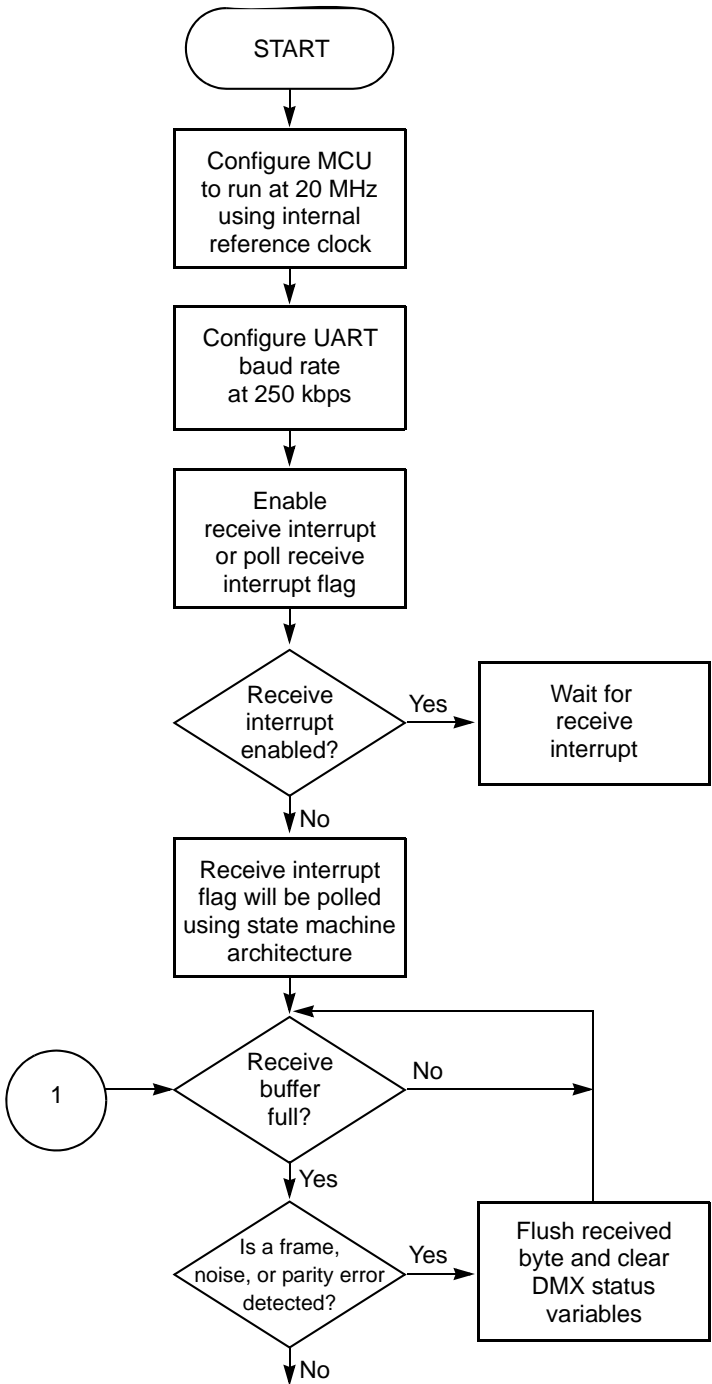 START
Configure MCU
to run at 20 MHz
using internal
reference clock
Configure UART
baud rate
at 250 kbps
Enable
receive interrupt
or poll receive
interrupt flag
Receive
interrupt
enabled?
Yes
Wait for
receive
interrupt
No
Receive interrupt
flag will be polled
using state machine
architecture
1
Receive
buffer
full?
No
Yes
Is a frame,
noise, or parity error
detected?
Yes
Flush received
byte and clear
DMX status
variables
No